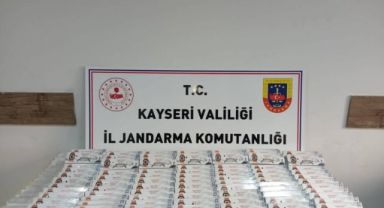 T.C.
KAYSERİ VALİLİĞİ
İL JANDARMA KOMUTANLIĞI